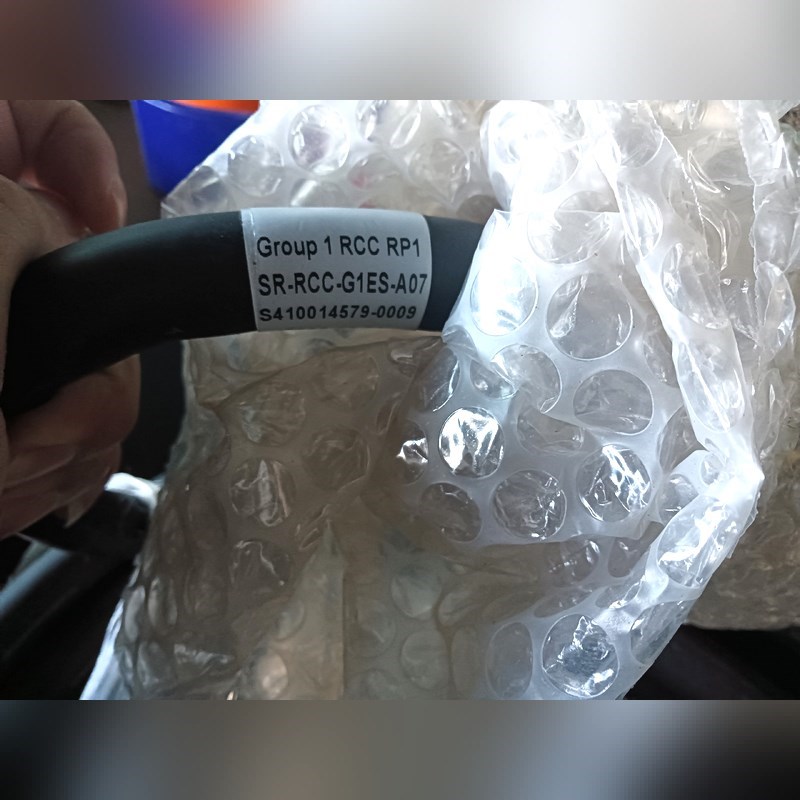 Group 1 RCC RP1
SR-RCC-G1ES-A07
S410014579-0009